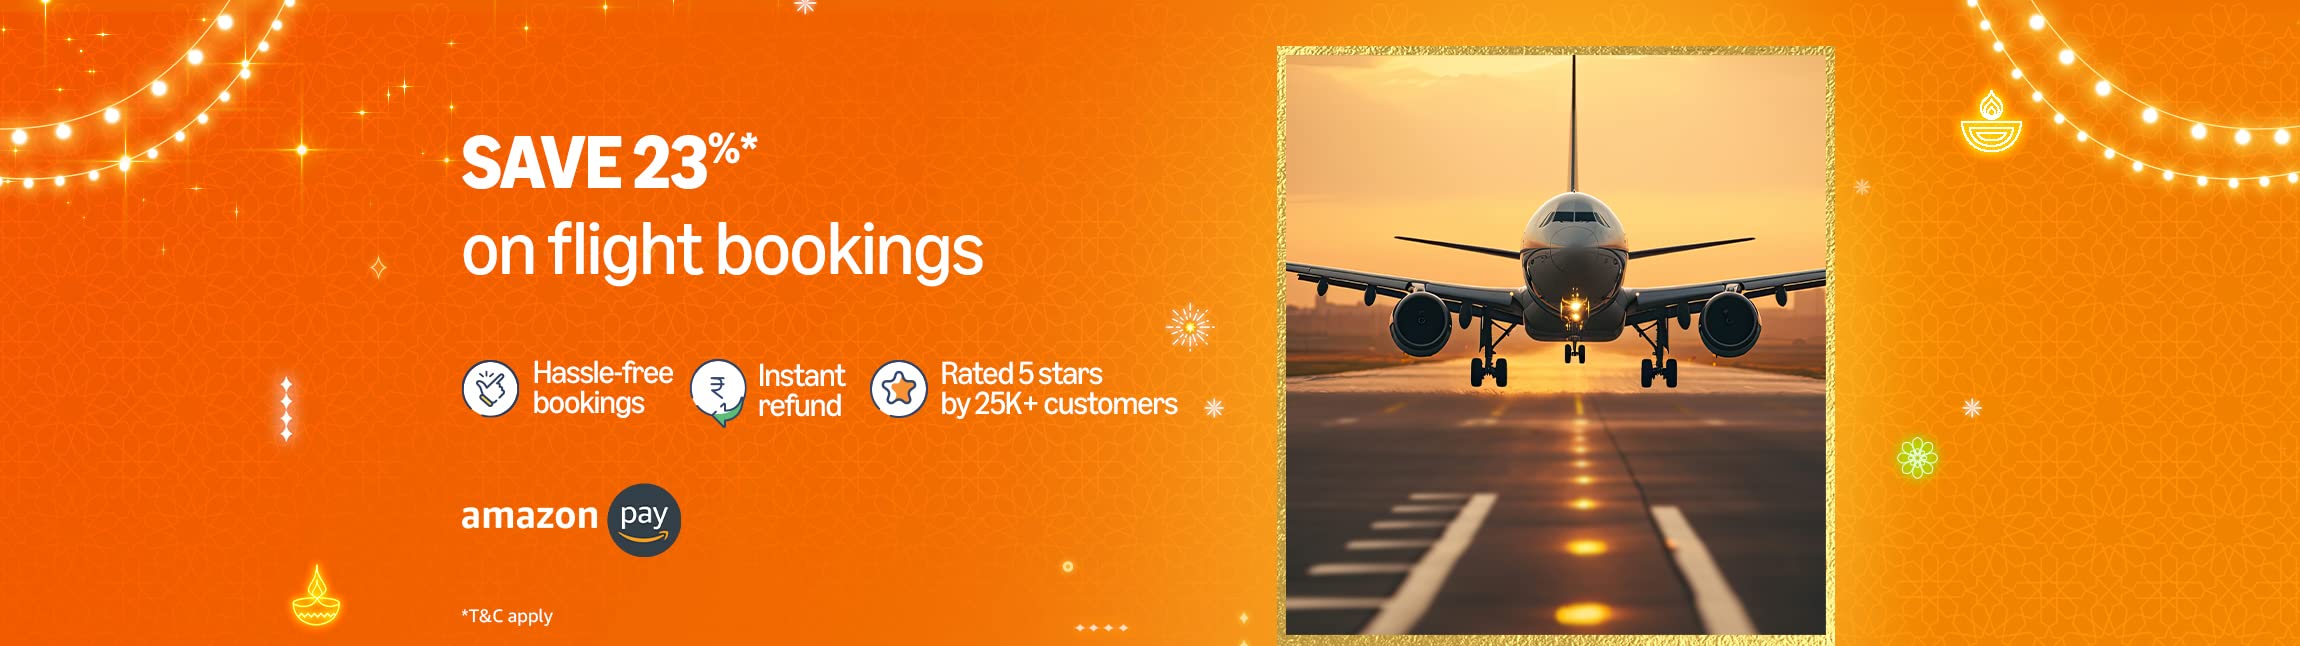 SAVE 23%*
on flight bookings
Hassle-free
bookings
₹
Instant
refund
Rated 5 stars
by 25K+ customers
amazon pay
*T&C apply